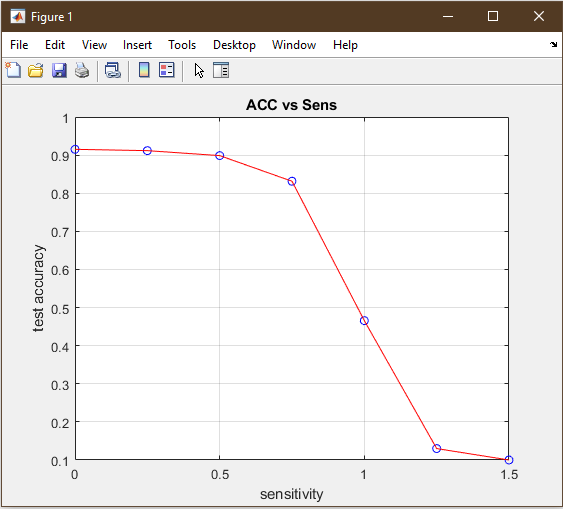 Figure 1
File Edit View Insert Tools Desktop Window Help
ACC vs Sens
1
0.9
0.8
0.7
0.6
0.5
0.4
0.3
0.2
0.1
test accuracy
0 0.5 1 1.5
sensitivity